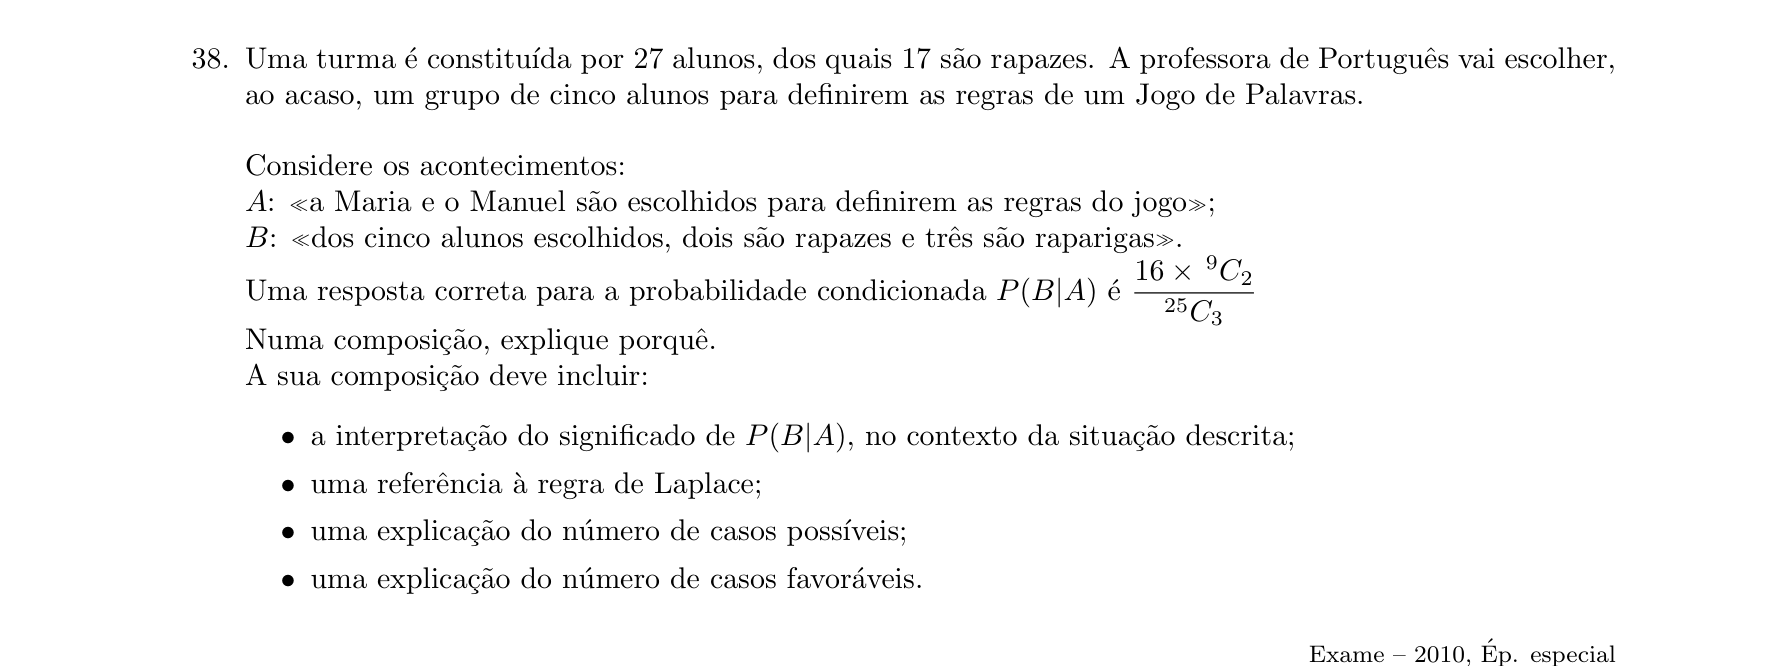 38. Uma turma é constituída por 27 alunos, dos quais 17 são rapazes. A professora de Português vai escolher,
ao acaso, um grupo de cinco alunos para definirem as regras de um Jogo de Palavras.
Considere os acontecimentos:
A: «a Maria e o Manuel são escolhidos para definirem as regras do jogo»;
B: «dos cinco alunos escolhidos, dois são rapazes e três são raparigas».
Uma resposta correta para a probabilidade condicionada P(B|A) é $\frac{16 \times {}^{9}C_2}{{}^{25}C_3}$
Numa composição, explique porquê.
A sua composição deve incluir:
• a interpretação do significado de P(B|A), no contexto da situação descrita;
• uma referência à regra de Laplace;
• uma explicação do número de casos possíveis;
• uma explicação do número de casos favoráveis.
Exame – 2010, Ép. especial